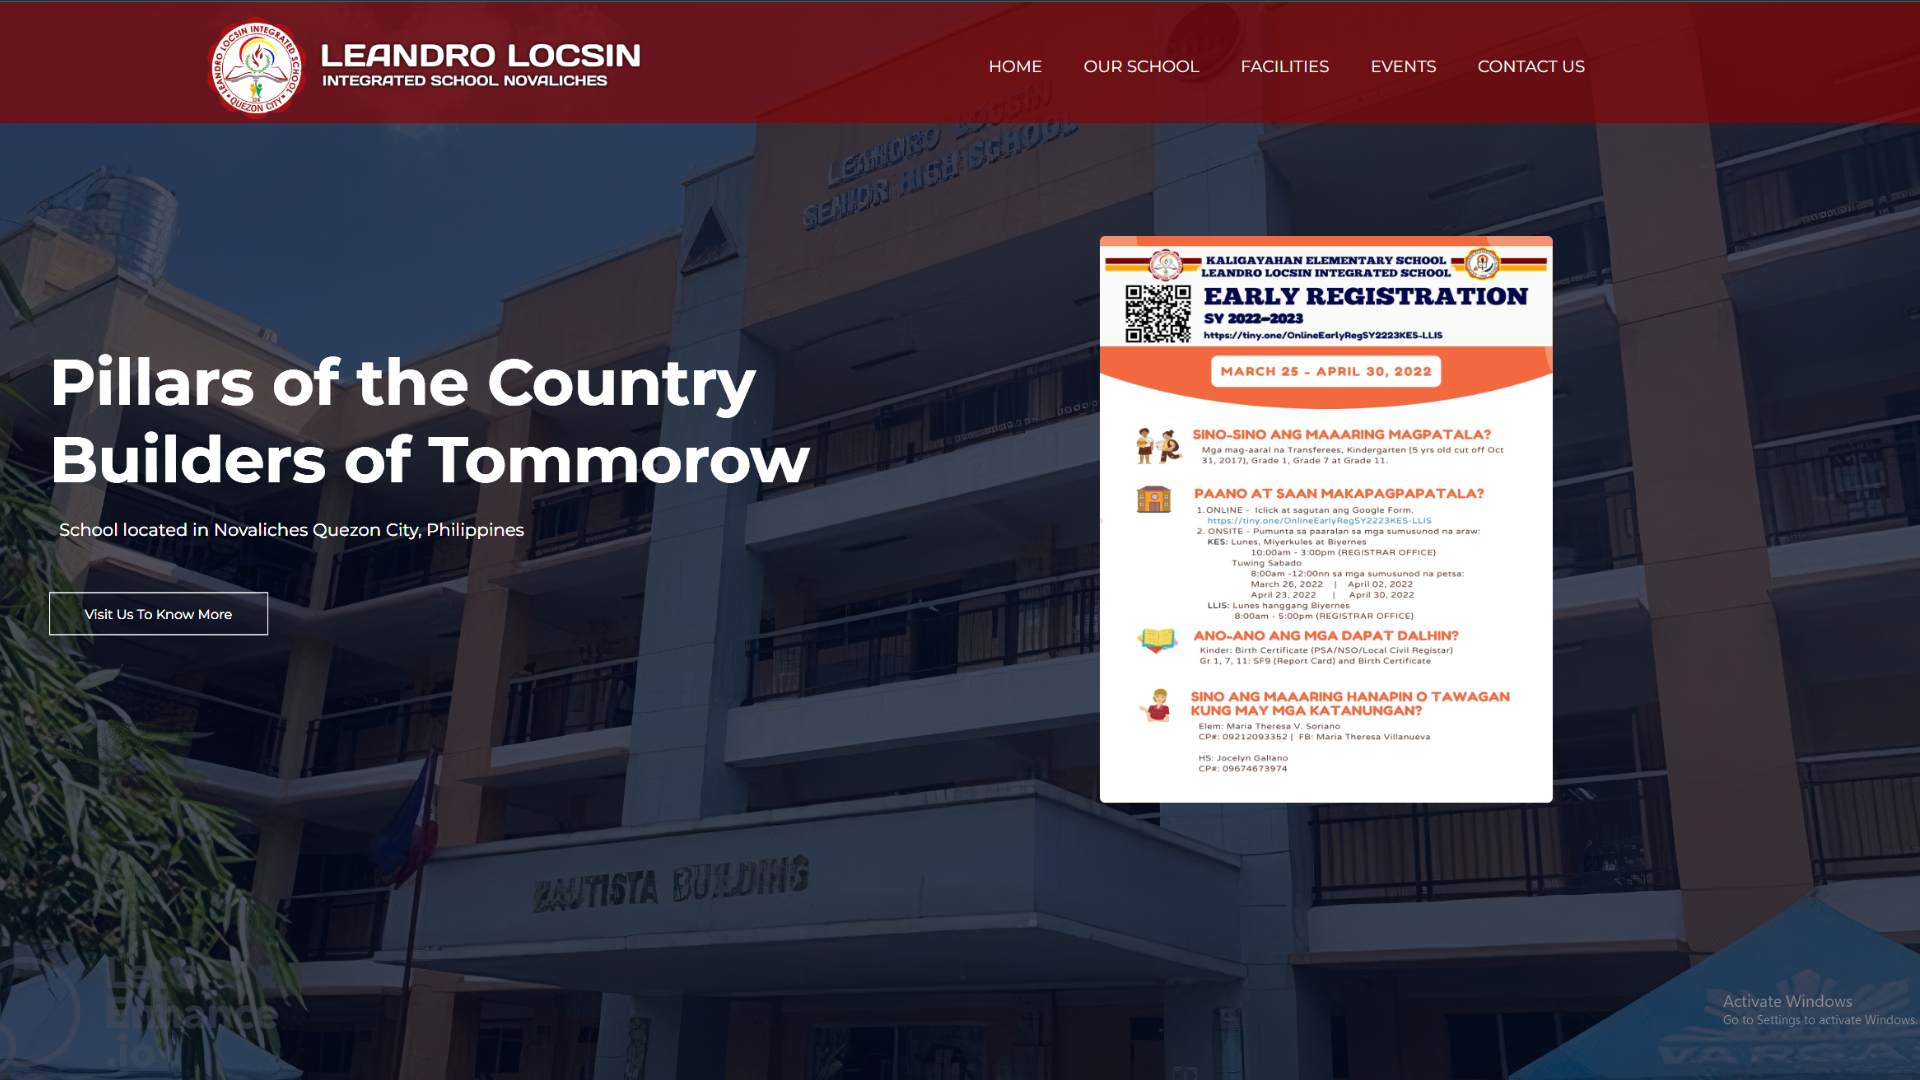 LEANDRO LOCSIN INTEGRATED SCHOOL
QUEZON CITY
LEANDRO LOCSIN
INTEGRATED SCHOOL NOVALICHES
HOME
OUR SCHOOL
FACILITIES
EVENTS
CONTACT US
LEANDRO LOCSIN
SENIOR HIGH SCHOOL
Pillars of the Country
Builders of Tommorow
School located in Novaliches Quezon City, Philippines
Visit Us To Know More
KALIGAYAHAN ELEMENTARY SCHOOL
LEANDRO LOCSIN INTEGRATED SCHOOL
EARLY REGISTRATION
SY 2022-2023
https://tiny.one/OnlineEarlyRegSY2223KES-LLIS
MARCH 25 - APRIL 30, 2022
SINO-SINO ANG MAAARING MAGPATALA?
Mga mag-aaral na Transferees, Kindergarten (5 yrs old cut off Oct
31, 2017), Grade 1, Grade 7 at Grade 11.
PAANO AT SAAN MAKAPAGPAPATALA?
1. ONLINE - Iclick at sagutan ang Google Form.
https://tiny.one/OnlineEarlyRegSY2223KES-LLIS
2. ONSITE - Pumunta sa paaralan sa mga sumusunod na araw:
KES: Lunes, Miyerkules at Biyernes
10:00am - 3:00pm (REGISTRAR OFFICE)
Tuwing Sabado
8:00am -12:00nn sa mga sumusunod na petsa:
March 26, 2022 | April 02, 2022
April 23, 2022 | April 30, 2022
LLIS: Lunes hanggang Biyernes
8:00am - 5:00pm (REGISTRAR OFFICE)
ANO-ANO ANG MGA DAPAT DALHIN?
Kinder: Birth Certificate (PSA/NSO/Local Civil Registar)
Gr 1, 7, 11: SF9 (Report Card) and Birth Certificate
SINO ANG MAAARING HANAPIN O TAWAGAN
KUNG MAY MGA KATANUNGAN?
Elem: Maria Theresa V. Soriano
CP#: 09212093352 | FB: Maria Theresa Villanueva
HS: Jocelyn Gallano
CP#: 09674673974
BAUTISTA BUILDING
Let's
Enhance
.io
Activate Windows
Go to Settings to activate Windows.
VARGAS